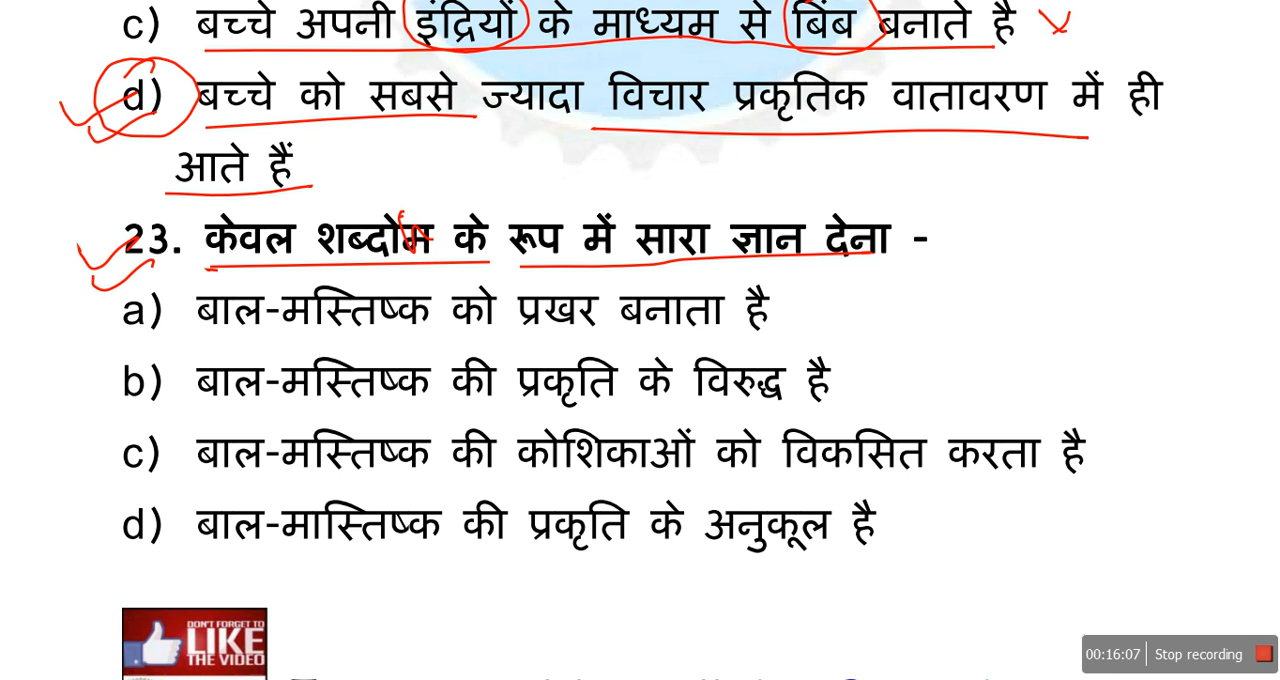 c) बच्चे अपनी इंद्रियों के माध्यम से बिंब बनाते है
d) बच्चे को सबसे ज्यादा विचार प्रकृतिक वातावरण में ही
आते हैं
23. केवल शब्दोम के रूप में सारा ज्ञान देना -
a) बाल-मस्तिष्क को प्रखर बनाता है
b) बाल-मस्तिष्क की प्रकृति के विरुद्ध है
c) बाल-मस्तिष्क की कोशिकाओं को विकसित करता है
d) बाल-मास्तिष्क की प्रकृति के अनुकूल है
DON'T FORGET TO
LIKE
THE VIDEO
00:16:07 Stop recording